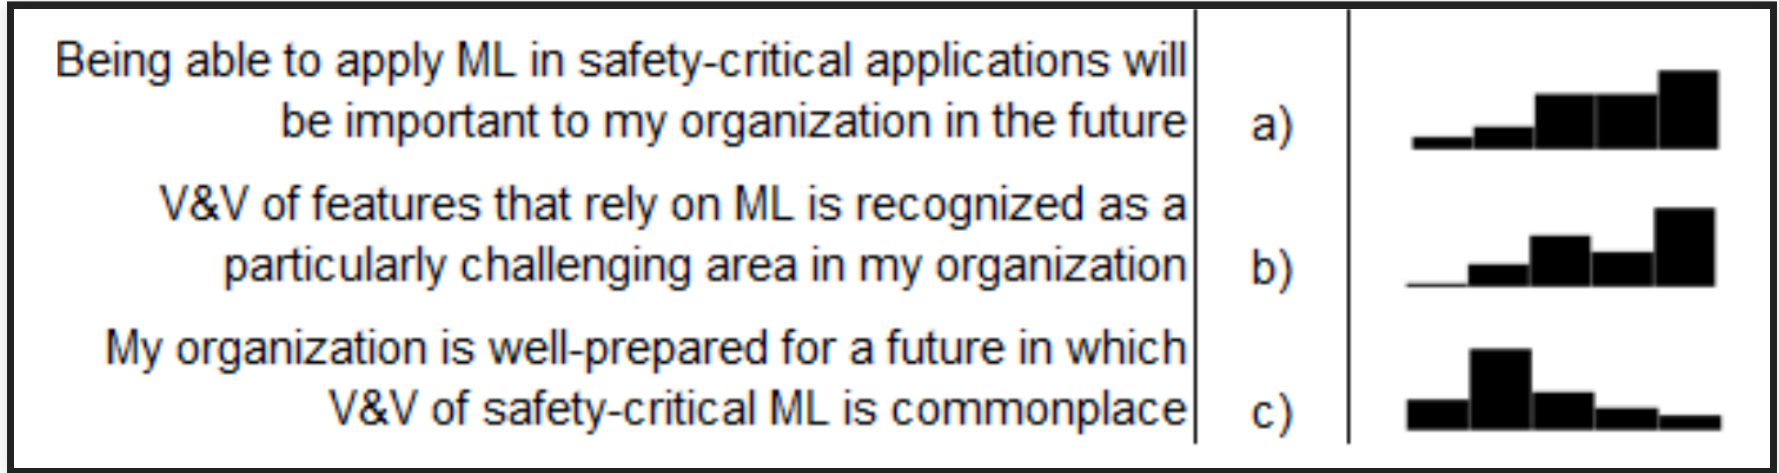 Being able to apply ML in safety-critical applications will
be important to my organization in the future
a)
V&V of features that rely on ML is recognized as a
particularly challenging area in my organization
b)
My organization is well-prepared for a future in which
V&V of safety-critical ML is commonplace
c)